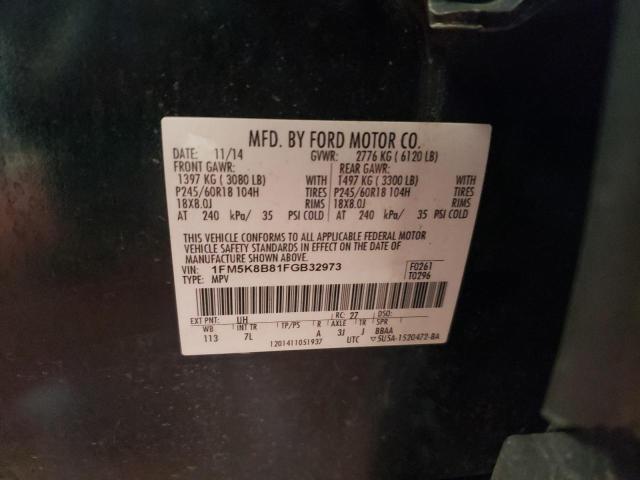 MFD. BY FORD MOTOR CO.
DATE: 11/14 GVWR: 2776 KG ( 6120 LB)
FRONT GAWR: REAR GAWR:
1397 KG ( 3080 LB) WITH 1497 KG ( 3300 LB) WITH
P245/60R18 104H TIRES P245/60R18 104H TIRES
18X8.0J RIMS 18X8.0J RIMS
AT 240 kPa/ 35 PSI COLD AT 240 kPa/ 35 PSI COLD
THIS VEHICLE CONFORMS TO ALL APPLICABLE FEDERAL MOTOR
VEHICLE SAFETY STANDARDS IN EFFECT ON THE DATE OF
MANUFACTURE SHOWN ABOVE.
VIN: 1FM5K8B81FGB32973 F0261
TYPE: MPV T0296
EXT PNT: UH RC: 27 DSO:
WB INT TR TP/PS R AXLE TR SPR
113 7L A 3J J BBAA
1201411051937 UTC ▽5U5A-1520472-BA